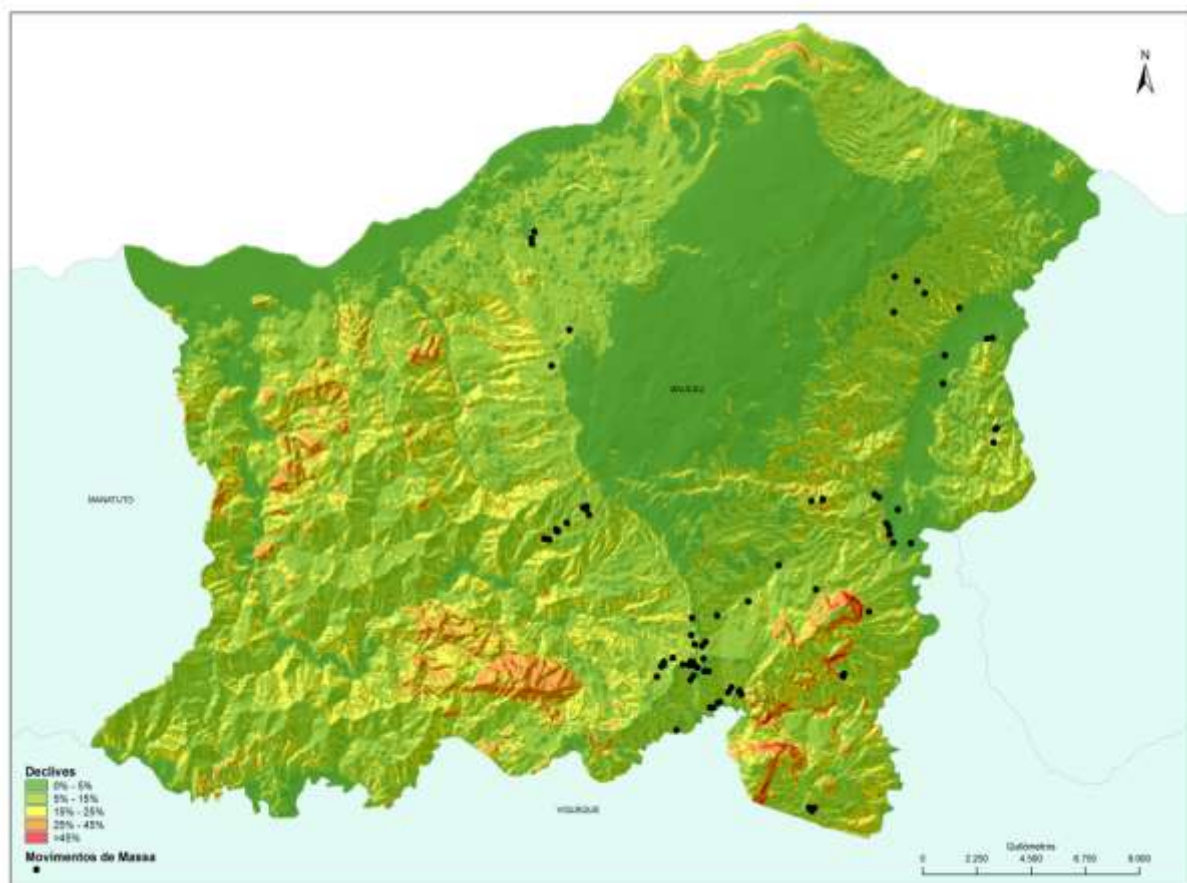 N
BAUCAU
MANATUTO
VIQUEQUE
Declives
0% - 5%
5% - 15%
15% - 25%
25% - 45%
>45%
Movimentos de Massa
Quilómetros
0 2.250 4.500 6.750 9.000